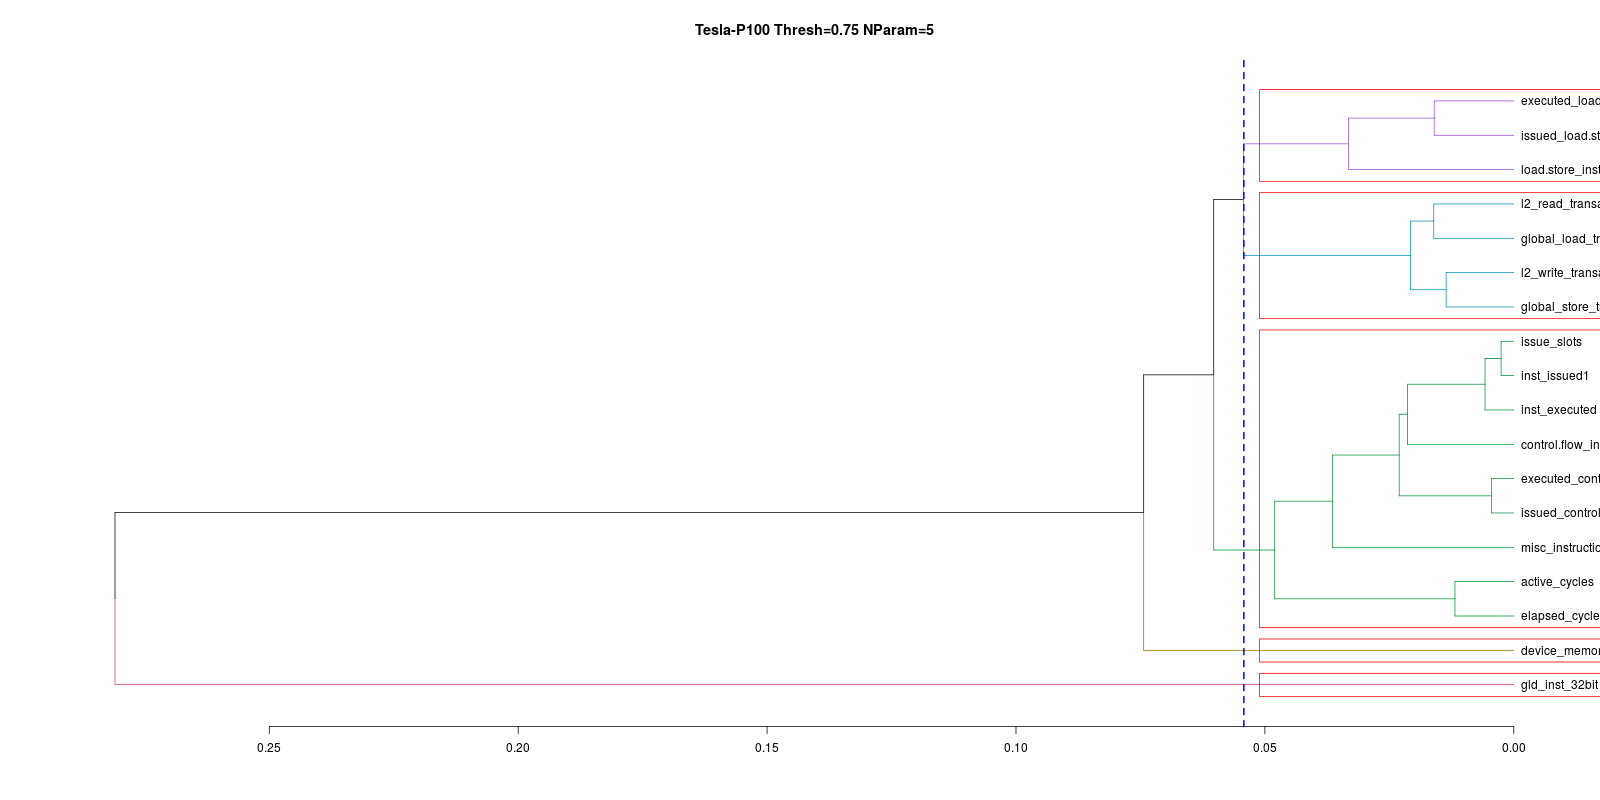 Tesla-P100 Thresh=0.75 NParam=5
executed_load
issued_load.st
load.store_inst
l2_read_transa
global_load_tr
l2_write_transa
global_store_t
issue_slots
inst_issued1
inst_executed
control.flow_in
executed_cont
issued_control
misc_instructio
active_cycles
elapsed_cycle
device_memor
gld_inst_32bit
0.25 0.20 0.15 0.10 0.05 0.00